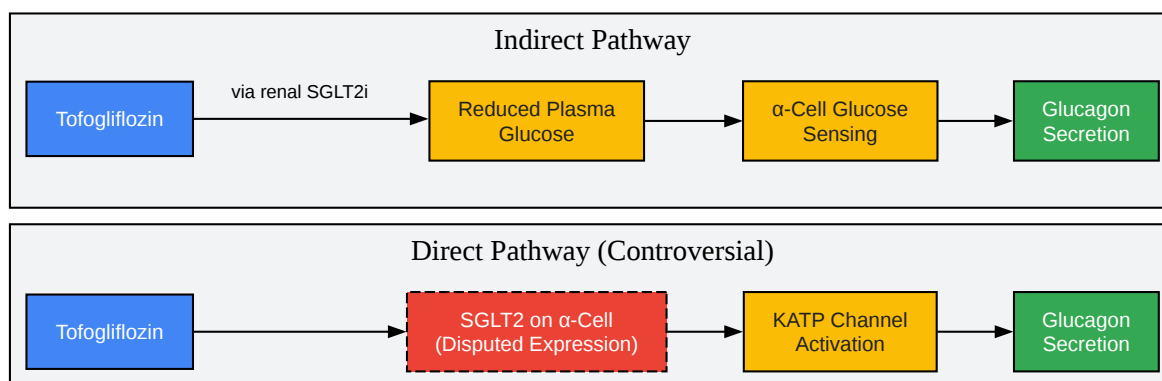 Indirect Pathway
Tofogliflozin
via renal SGLT2i
Reduced Plasma
Glucose
α-Cell Glucose
Sensing
Glucagon
Secretion
Direct Pathway (Controversial)
Tofogliflozin
SGLT2 on α-Cell
(Disputed Expression)
KATP Channel
Activation
Glucagon
Secretion